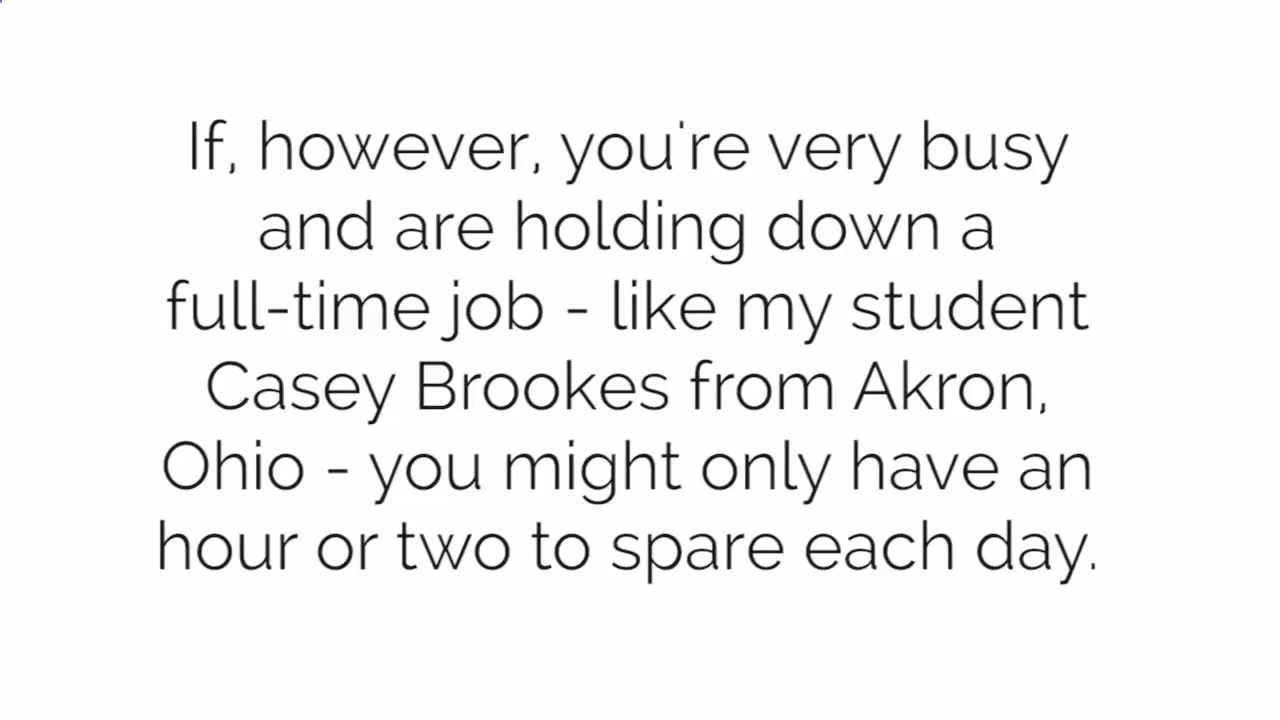 If, however, you're very busy
and are holding down a
full-time job - like my student
Casey Brookes from Akron,
Ohio - you might only have an
hour or two to spare each day.